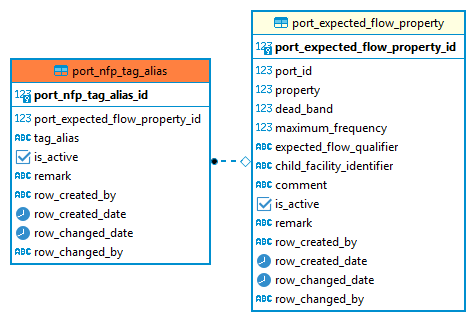 port_nfp_tag_alias
123 port_nfp_tag_alias_id
123 port_expected_flow_property_id
ABC tag_alias
is_active
ABC remark
ABC row_created_by
row_created_date
row_changed_date
ABC row_changed_by
port_expected_flow_property
123 port_expected_flow_property_id
123 port_id
123 property
123 dead_band
123 maximum_frequency
ABC expected_flow_qualifier
ABC child_facility_identifier
ABC comment
is_active
ABC remark
ABC row_created_by
row_created_date
row_changed_date
ABC row_changed_by